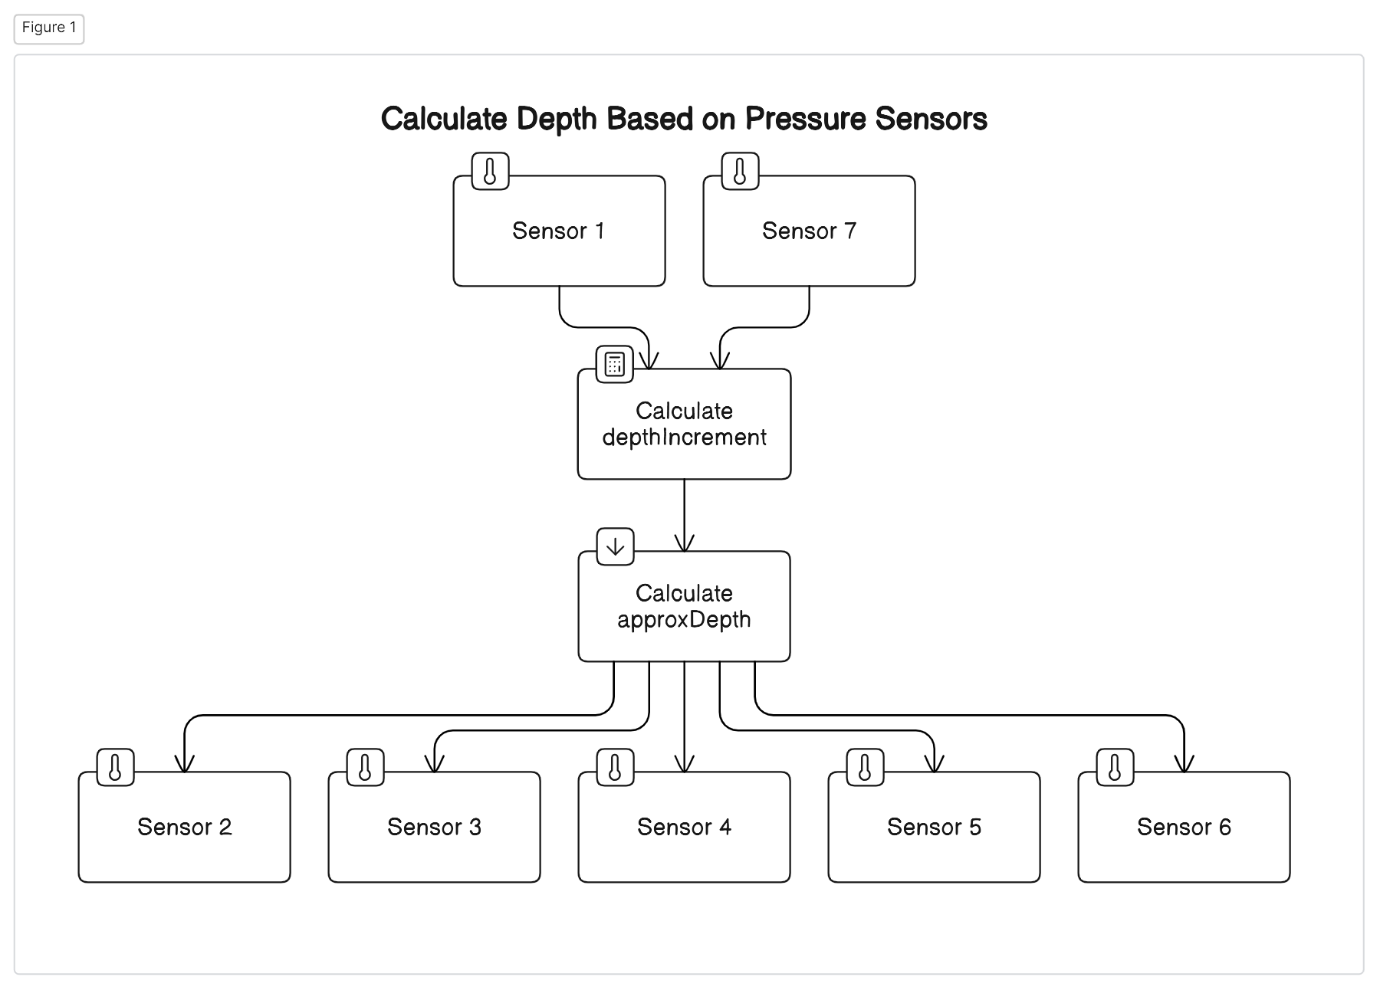 Figure 1
Calculate Depth Based on Pressure Sensors
Sensor 1
Sensor 7
Calculate
depthIncrement
Calculate
approxDepth
Sensor 2
Sensor 3
Sensor 4
Sensor 5
Sensor 6